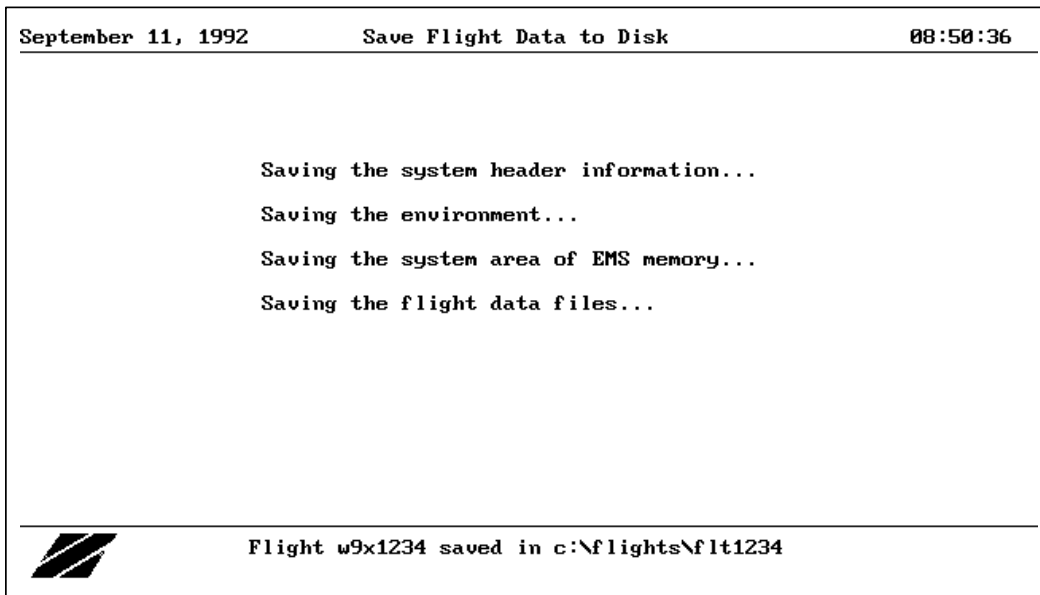 September 11, 1992 Save Flight Data to Disk 08:50:36
Saving the system header information...
Saving the environment...
Saving the system area of EMS memory...
Saving the flight data files...
Flight w9x1234 saved in c:\flights\flt1234